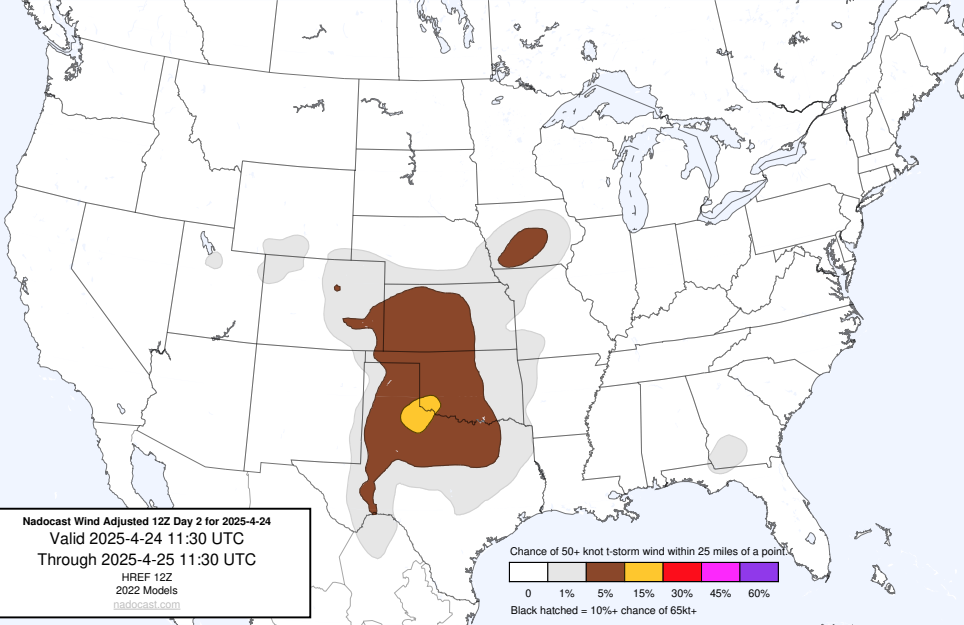 Nadocast Wind Adjusted 12Z Day 2 for 2025-4-24
Valid 2025-4-24 11:30 UTC
Through 2025-4-25 11:30 UTC
HREF 12Z
2022 Models
nadocast.com
Chance of 50+ knot t-storm wind within 25 miles of a point.
0 1% 5% 15% 30% 45% 60%
Black hatched = 10%+ chance of 65kt+